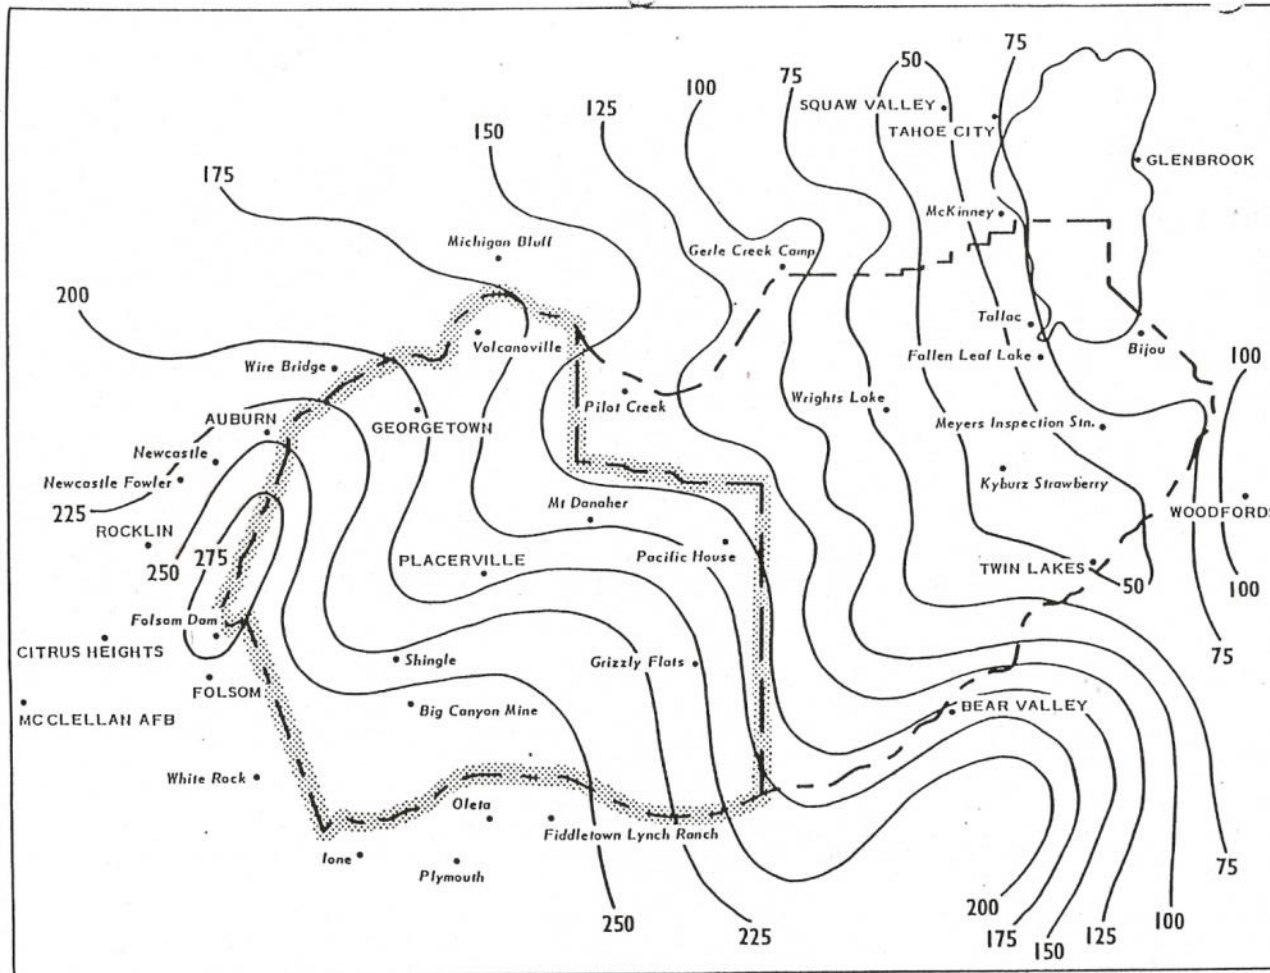 75
50
75
100
125
150
175
200
SQUAW VALLEY
TAHOE CITY
GLENBROOK
McKinney
Michigan Bluff
Gerle Creek Camp
Tallac
Volcanoville
Bijou
Fallen Leaf Lake
100
Wire Bridge
Pilot Creek
Wrights Lake
AUBURN
GEORGETOWN
Meyers Inspection Stn.
Newcastle
Newcastle Fowler
Kyburz Strawberry
225
Mt Danaher
WOODFORDS
ROCKLIN
Pacific House
250
275
PLACERVILLE
TWIN LAKES
50
100
Folsom Dam
CITRUS HEIGHTS
Shingle
Grizzly Flats
75
FOLSOM
MC CLELLAN AFB
Big Canyon Mine
BEAR VALLEY
White Rock
Oleta
Fiddletown Lynch Ranch
Ione
Plymouth
75
250
225
200
175
150
125
100